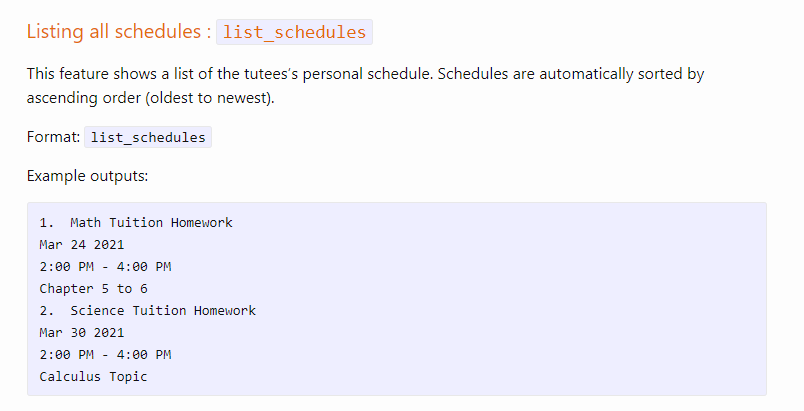 Listing all schedules : list_schedules
This feature shows a list of the tutees’s personal schedule. Schedules are automatically sorted by
ascending order (oldest to newest).
Format: list_schedules
Example outputs:
1.  Math Tuition Homework
Mar 24 2021
2:00 PM - 4:00 PM
Chapter 5 to 6
2.  Science Tuition Homework
Mar 30 2021
2:00 PM - 4:00 PM
Calculus Topic